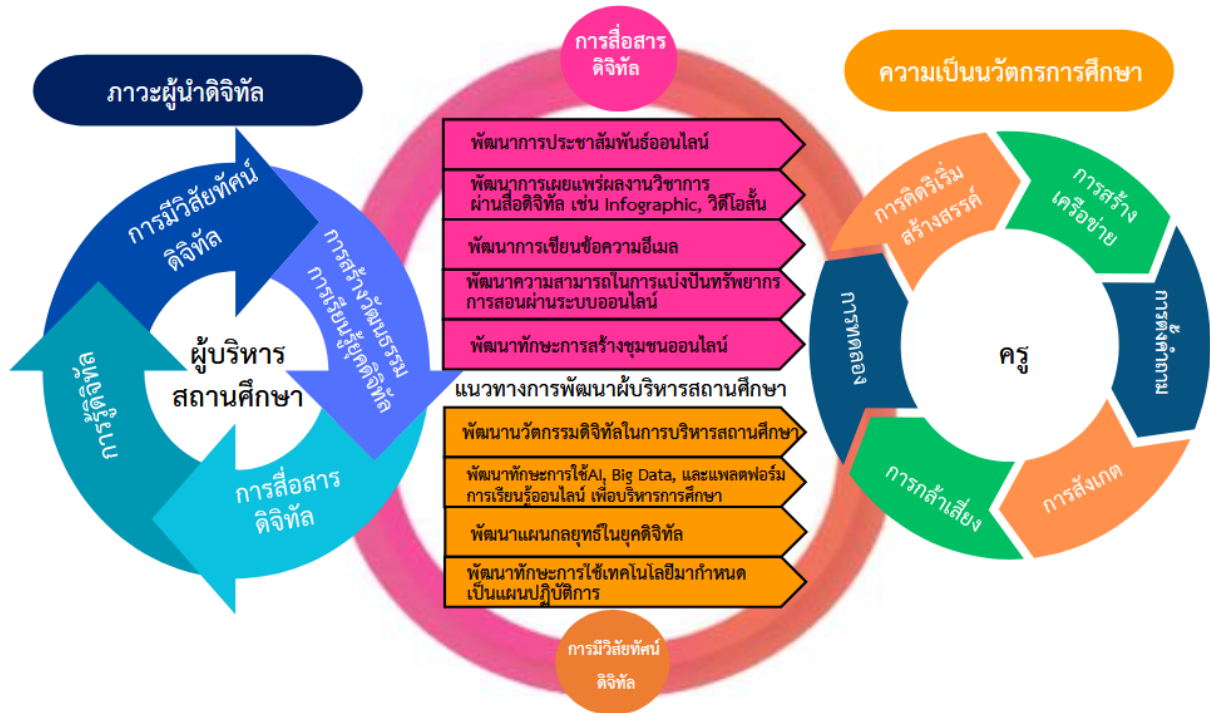 ภาวะผู้นำดิจิทัล
การมีวิสัยทัศน์
ดิจิทัล
การสร้างวัฒนธรรม
การเรียนรู้ยุคดิจิทัล
การสื่อสาร
ดิจิทัล
การรู้ดิจิทัล
ผู้บริหาร
สถานศึกษา
การสื่อสาร
ดิจิทัล
พัฒนาการประชาสัมพันธ์ออนไลน์
พัฒนาการเผยแพร่ผลงานวิชาการ
ผ่านสื่อดิจิทัล เช่น Infographic, วิดีโอสั้น
พัฒนาการเขียนข้อความอีเมล
พัฒนาความสามารถในการแบ่งปันทรัพยากร
การสอนผ่านระบบออนไลน์
พัฒนาทักษะการสร้างชุมชนออนไลน์
แนวทางการพัฒนาผู้บริหารสถานศึกษา
พัฒนานวัตกรรมดิจิทัลในการบริหารสถานศึกษา
พัฒนาทักษะการใช้AI, Big Data, และแพลตฟอร์ม
การเรียนรู้ออนไลน์ เพื่อบริหารการศึกษา
พัฒนาแผนกลยุทธ์ในยุคดิจิทัล
พัฒนาทักษะการใช้เทคโนโลยีมากำหนด
เป็นแผนปฏิบัติการ
การมีวิสัยทัศน์
ดิจิทัล
ความเป็นนวัตกรการศึกษา
การคิดริเริ่ม
สร้างสรรค์
การสร้าง
เครือข่าย
การตั้งคำถาม
การสังเกต
การกล้าเสี่ยง
การทดลอง
ครู